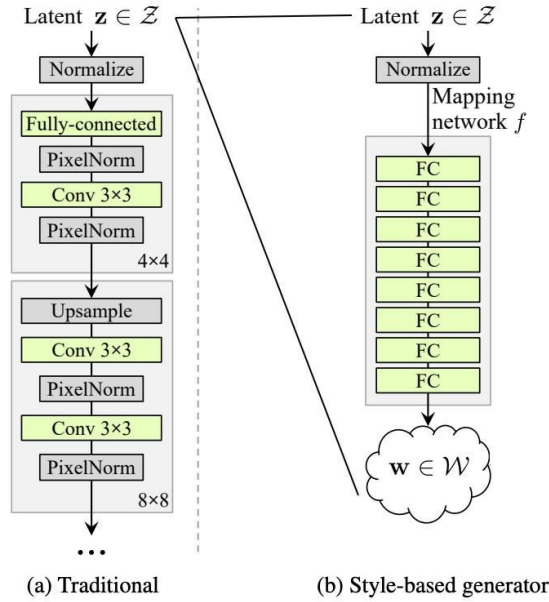 Latent z ∈ 𝒵
Normalize
Fully-connected
PixelNorm
Conv 3×3
PixelNorm
4×4
Upsample
Conv 3×3
PixelNorm
Conv 3×3
PixelNorm
8×8
...
(a) Traditional
Latent z ∈ 𝒵
Normalize
Mapping
network f
FC
FC
FC
FC
FC
FC
FC
FC
w ∈ 𝒲
(b) Style-based generator